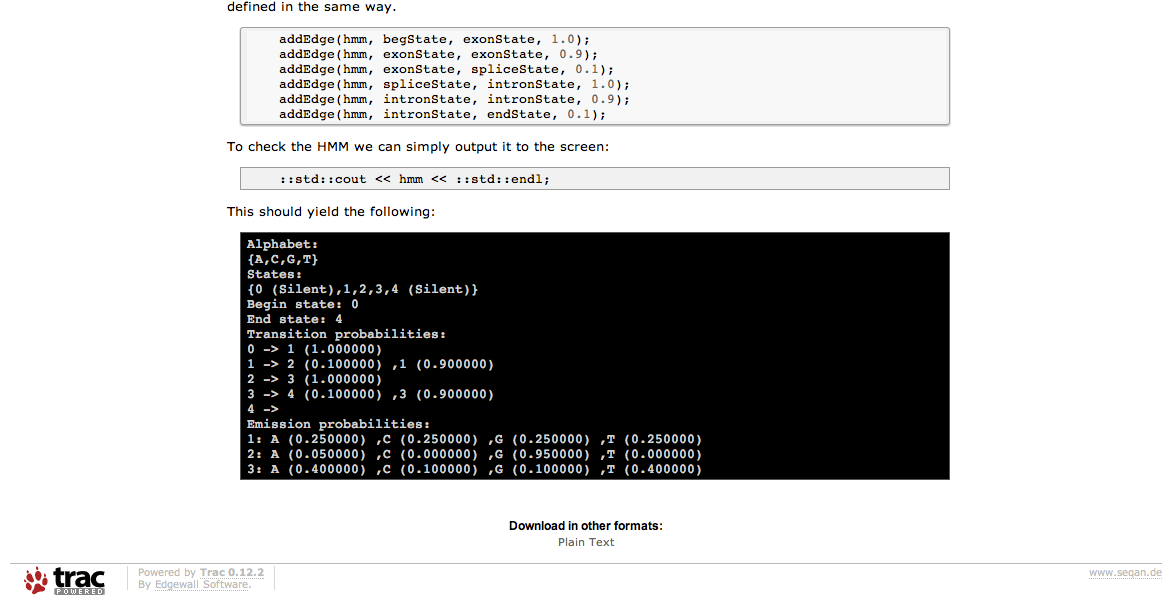 defined in the same way.
addEdge(hmm, begState, exonState, 1.0);
addEdge(hmm, exonState, exonState, 0.9);
addEdge(hmm, exonState, spliceState, 0.1);
addEdge(hmm, spliceState, intronState, 1.0);
addEdge(hmm, intronState, intronState, 0.9);
addEdge(hmm, intronState, endState, 0.1);
To check the HMM we can simply output it to the screen:
::std::cout << hmm << ::std::endl;
This should yield the following:
Alphabet:
{A,C,G,T}
States:
{0 (Silent),1,2,3,4 (Silent)}
Begin state: 0
End state: 4
Transition probabilities:
0 -> 1 (1.000000)
1 -> 2 (0.100000) ,1 (0.900000)
2 -> 3 (1.000000)
3 -> 4 (0.100000) ,3 (0.900000)
4 ->
Emission probabilities:
1: A (0.250000) ,C (0.250000) ,G (0.250000) ,T (0.250000)
2: A (0.050000) ,C (0.000000) ,G (0.950000) ,T (0.000000)
3: A (0.400000) ,C (0.100000) ,G (0.100000) ,T (0.400000)
Download in other formats:
Plain Text
trac
POWERED
Powered by Trac 0.12.2
By Edgewall Software.
www.seqan.de